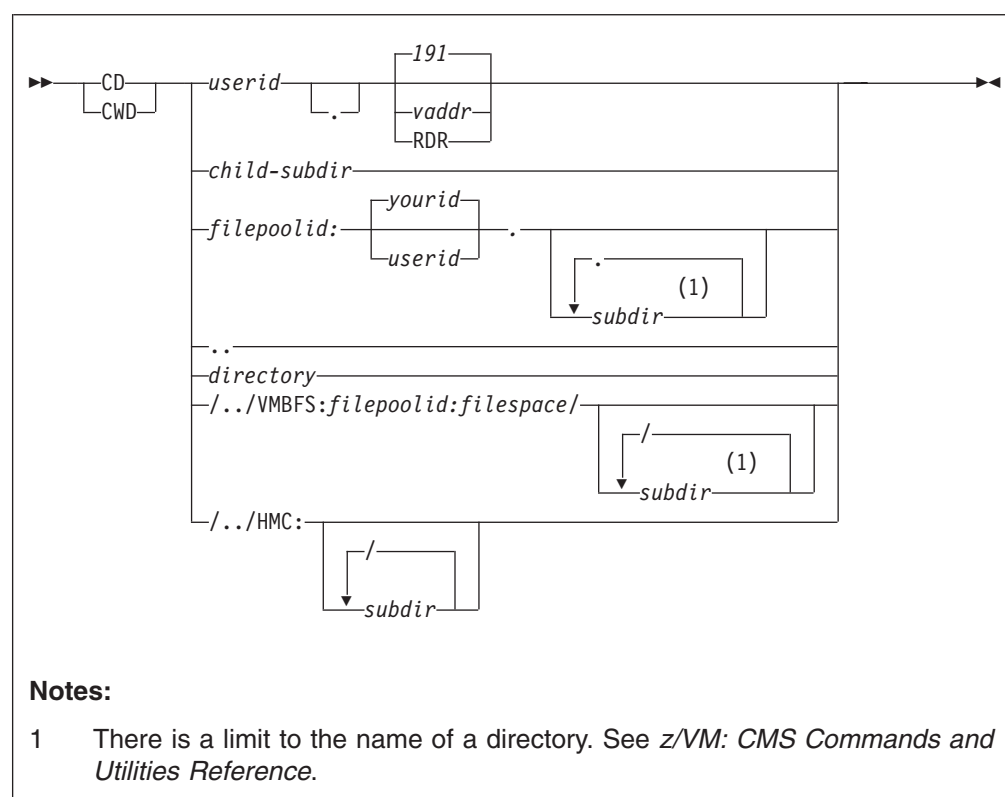 191
CD userid vaddr
CWD . RDR
child-subdir
yourid
filepoolid: .
userid .
(1)
subdir
..
directory
/../VMBFS:filepoolid:filespace/
/
(1)
subdir
/../HMC:
/
subdir
Notes:
1 There is a limit to the name of a directory. See z/VM: CMS Commands and
Utilities Reference.